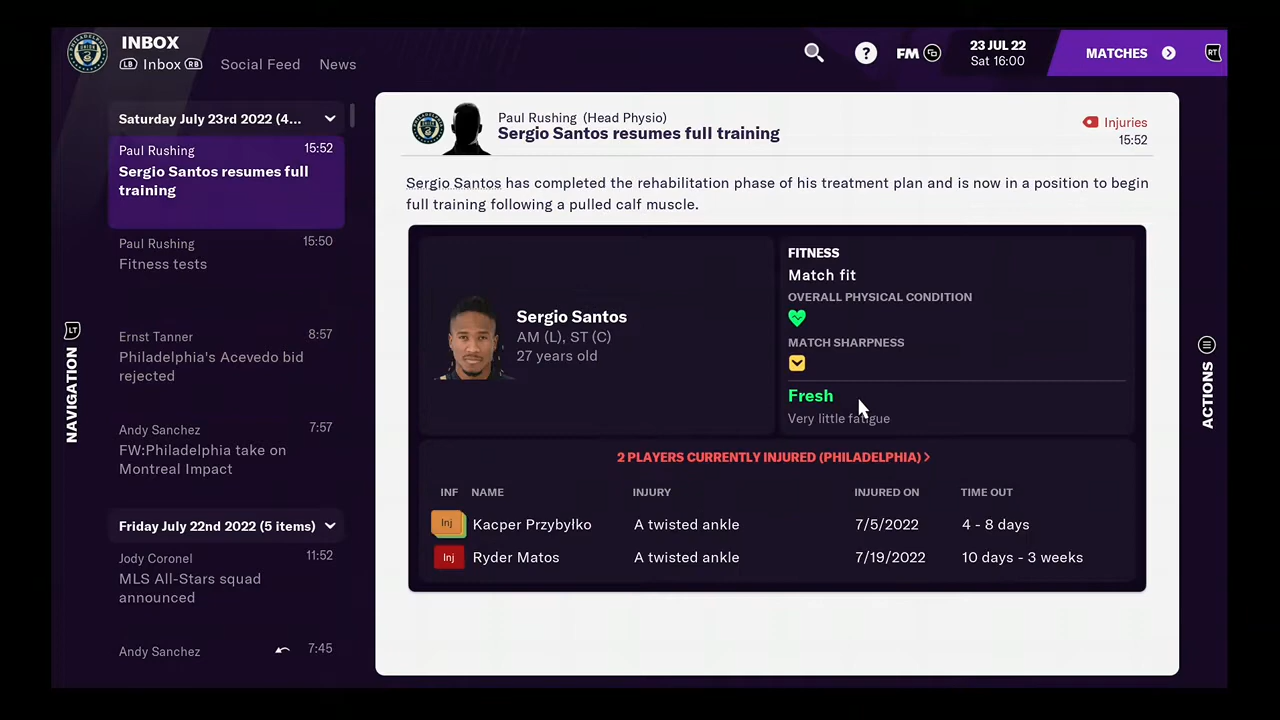 INBOX
LB Inbox RB Social Feed News
FM
23 JUL 22
Sat 16:00
MATCHES
RT
Saturday July 23rd 2022 (4...
Paul Rushing 15:52
Sergio Santos resumes full
training
Paul Rushing 15:50
Fitness tests
Ernst Tanner 8:57
Philadelphia's Acevedo bid
rejected
Andy Sanchez 7:57
FW:Philadelphia take on
Montreal Impact
Friday July 22nd 2022 (5 items)
Jody Coronel 11:52
MLS All-Stars squad
announced
Andy Sanchez 7:45
LT
NAVIGATION
Paul Rushing (Head Physio)
Sergio Santos resumes full training
Injuries
15:52
Sergio Santos has completed the rehabilitation phase of his treatment plan and is now in a position to begin
full training following a pulled calf muscle.
Sergio Santos
AM (L), ST (C)
27 years old
FITNESS
Match fit
OVERALL PHYSICAL CONDITION
MATCH SHARPNESS
Fresh
Very little fatigue
2 PLAYERS CURRENTLY INJURED (PHILADELPHIA) >
INF NAME INJURY INJURED ON TIME OUT
Inj Kacper Przybyłko A twisted ankle 7/5/2022 4 - 8 days
Inj Ryder Matos A twisted ankle 7/19/2022 10 days - 3 weeks
ACTIONS